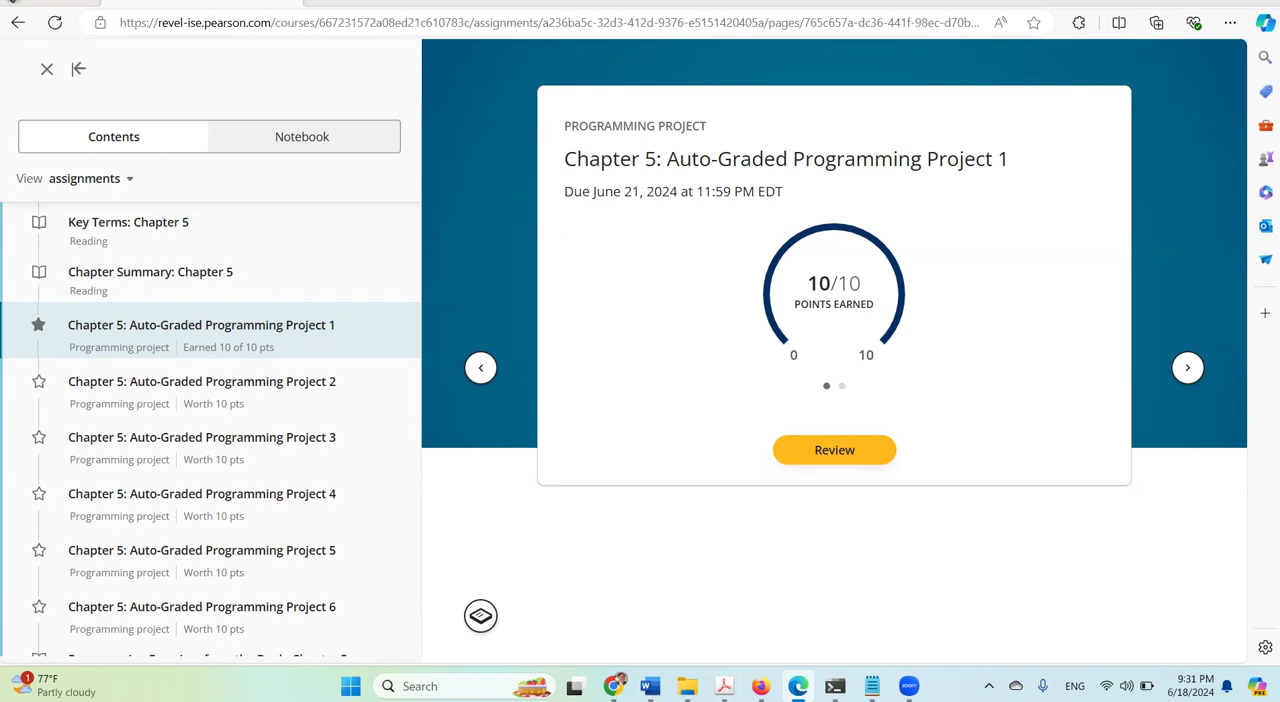 https://revel-ise.pearson.com/courses/667231572a08ed21c610783c/assignments/a236ba5c-32d3-412d-9376-e5151420405a/pages/765c657a-dc36-441f-98ec-d70b...
Contents
Notebook
View assignments
Key Terms: Chapter 5
Reading
Chapter Summary: Chapter 5
Reading
Chapter 5: Auto-Graded Programming Project 1
Programming project | Earned 10 of 10 pts
Chapter 5: Auto-Graded Programming Project 2
Programming project | Worth 10 pts
Chapter 5: Auto-Graded Programming Project 3
Programming project | Worth 10 pts
Chapter 5: Auto-Graded Programming Project 4
Programming project | Worth 10 pts
Chapter 5: Auto-Graded Programming Project 5
Programming project | Worth 10 pts
Chapter 5: Auto-Graded Programming Project 6
Programming project | Worth 10 pts
PROGRAMMING PROJECT
Chapter 5: Auto-Graded Programming Project 1
Due June 21, 2024 at 11:59 PM EDT
10/10
POINTS EARNED
0 10
Review
1
77°F
Partly cloudy
Search
zoom
ENG
9:31 PM
6/18/2024
PRE